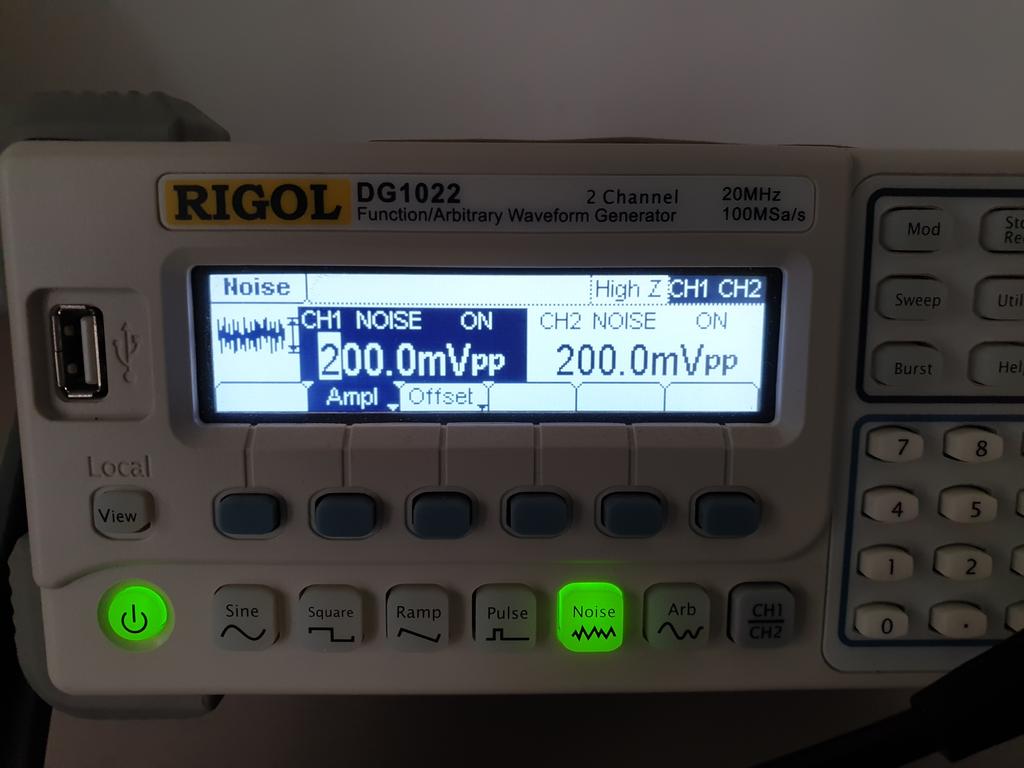 RIGOL DG1022 2 Channel 20MHz
Function/Arbitrary Waveform Generator 100MSa/s
Noise High Z CH1 CH2
CH1 NOISE ON CH2 NOISE ON
200.0mVpp 200.0mVpp
Ampl Offset
Local
View
Sine Square Ramp Pulse Noise Arb CH1
CH2
Mod
Sweep
Burst
7 8
4 5
1 2
0 .